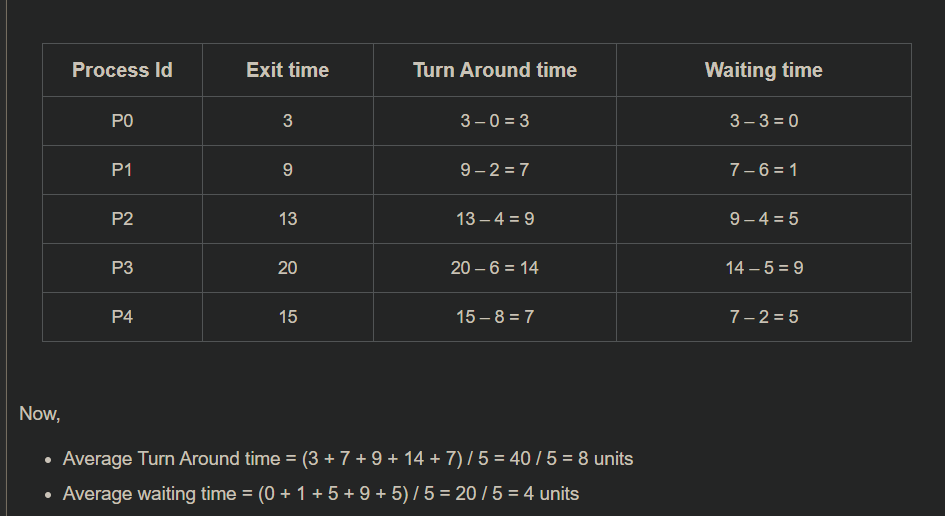 Process Id Exit time Turn Around time Waiting time
P0 3 3 – 0 = 3 3 – 3 = 0
P1 9 9 – 2 = 7 7 – 6 = 1
P2 13 13 – 4 = 9 9 – 4 = 5
P3 20 20 – 6 = 14 14 – 5 = 9
P4 15 15 – 8 = 7 7 – 2 = 5
Now,
• Average Turn Around time = (3 + 7 + 9 + 14 + 7) / 5 = 40 / 5 = 8 units
• Average waiting time = (0 + 1 + 5 + 9 + 5) / 5 = 20 / 5 = 4 units